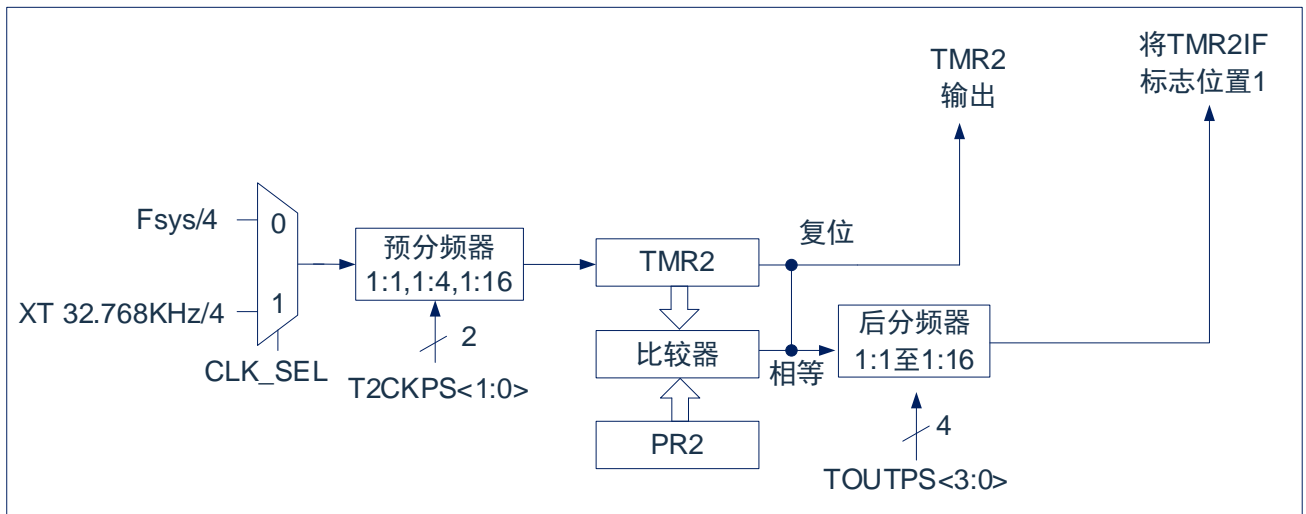 TMR2
输出
将TMR2IF
标志位置1
Fsys/4
0
预分频器
1:1,1:4,1:16
TMR2
复位
XT 32.768KHz/4
1
CLK_SEL
2
T2CKPS<1:0>
比较器
相等
后分频器
1:1至1:16
PR2
4
TOUTPS<3:0>